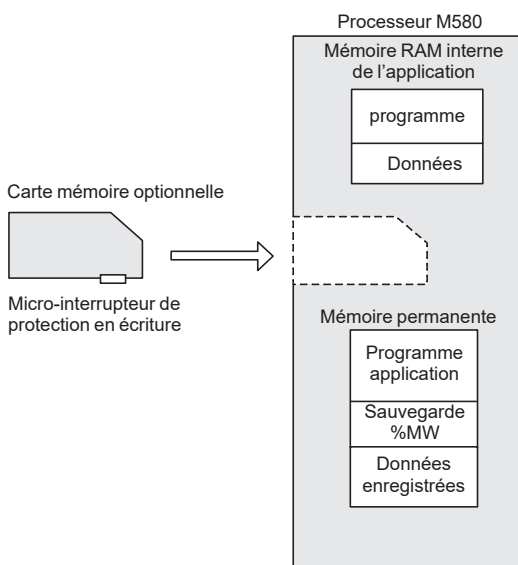 Processeur M580
Mémoire RAM interne
de l'application
programme
Données
Carte mémoire optionnelle
Micro-interrupteur de
protection en écriture
Mémoire permanente
Programme
application
Sauvegarde
%MW
Données
enregistrées